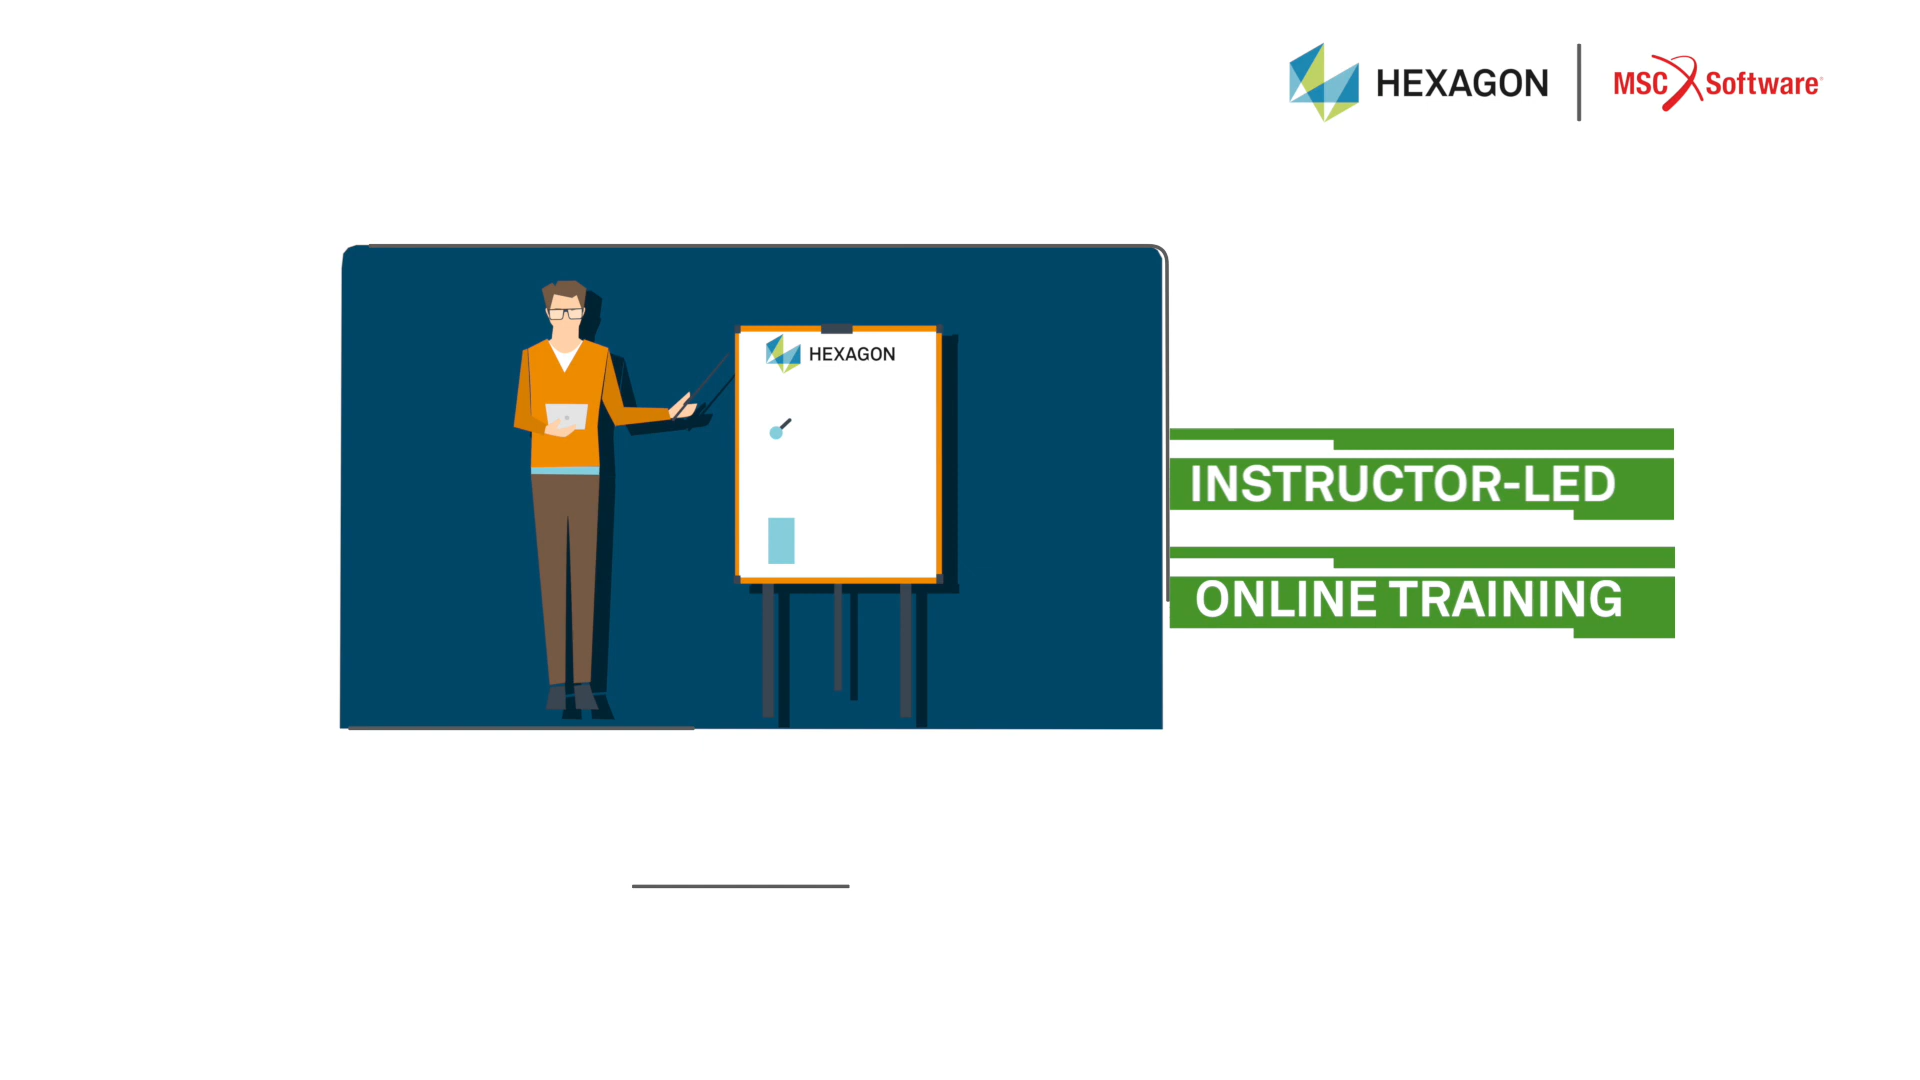 HEXAGON
MSC Software
HEXAGON
INSTRUCTOR-LED
ONLINE TRAINING